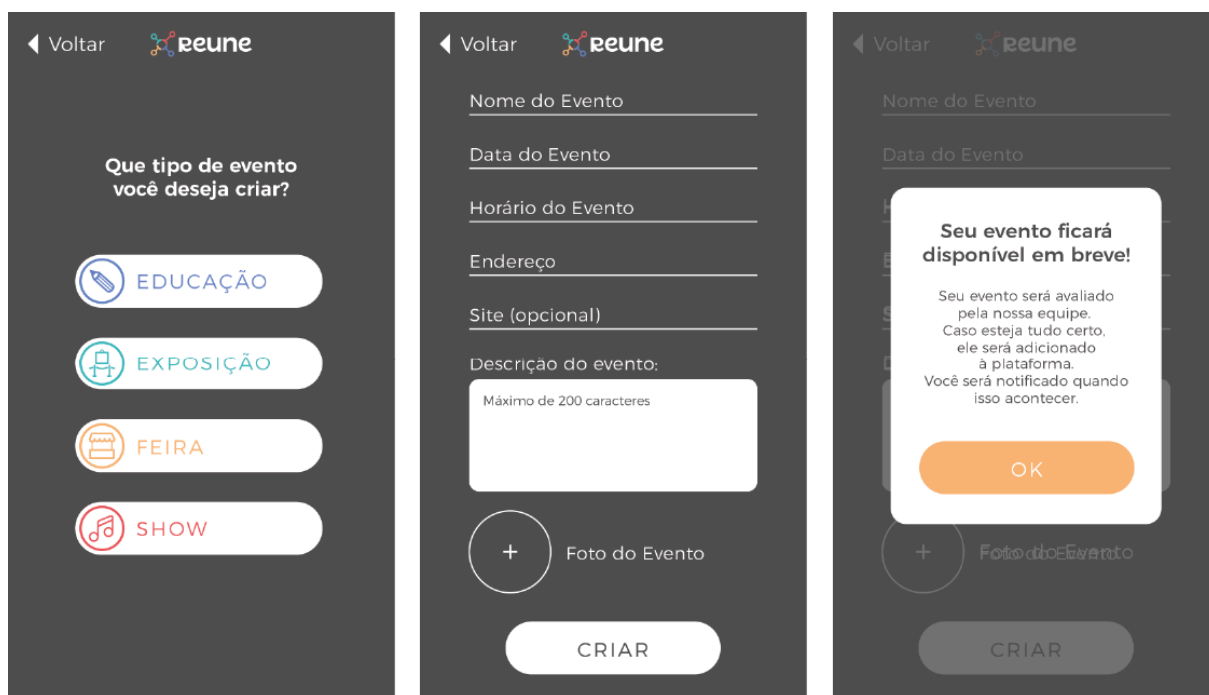 Voltar
Reune
Que tipo de evento
você deseja criar?
EDUCAÇÃO
EXPOSIÇÃO
FEIRA
SHOW
Voltar
Reune
Nome do Evento
Data do Evento
Horário do Evento
Endereço
Site (opcional)
Descrição do evento:
Máximo de 200 caracteres
+
Foto do Evento
CRIAR
Voltar
Reune
Nome do Evento
Data do Evento
H
E
S
D
Seu evento ficará
disponível em breve!
Seu evento será avaliado
pela nossa equipe.
Caso esteja tudo certo,
ele será adicionado
à plataforma.
Você será notificado quando
isso acontecer.
OK
+
Foto do Evento
CRIAR